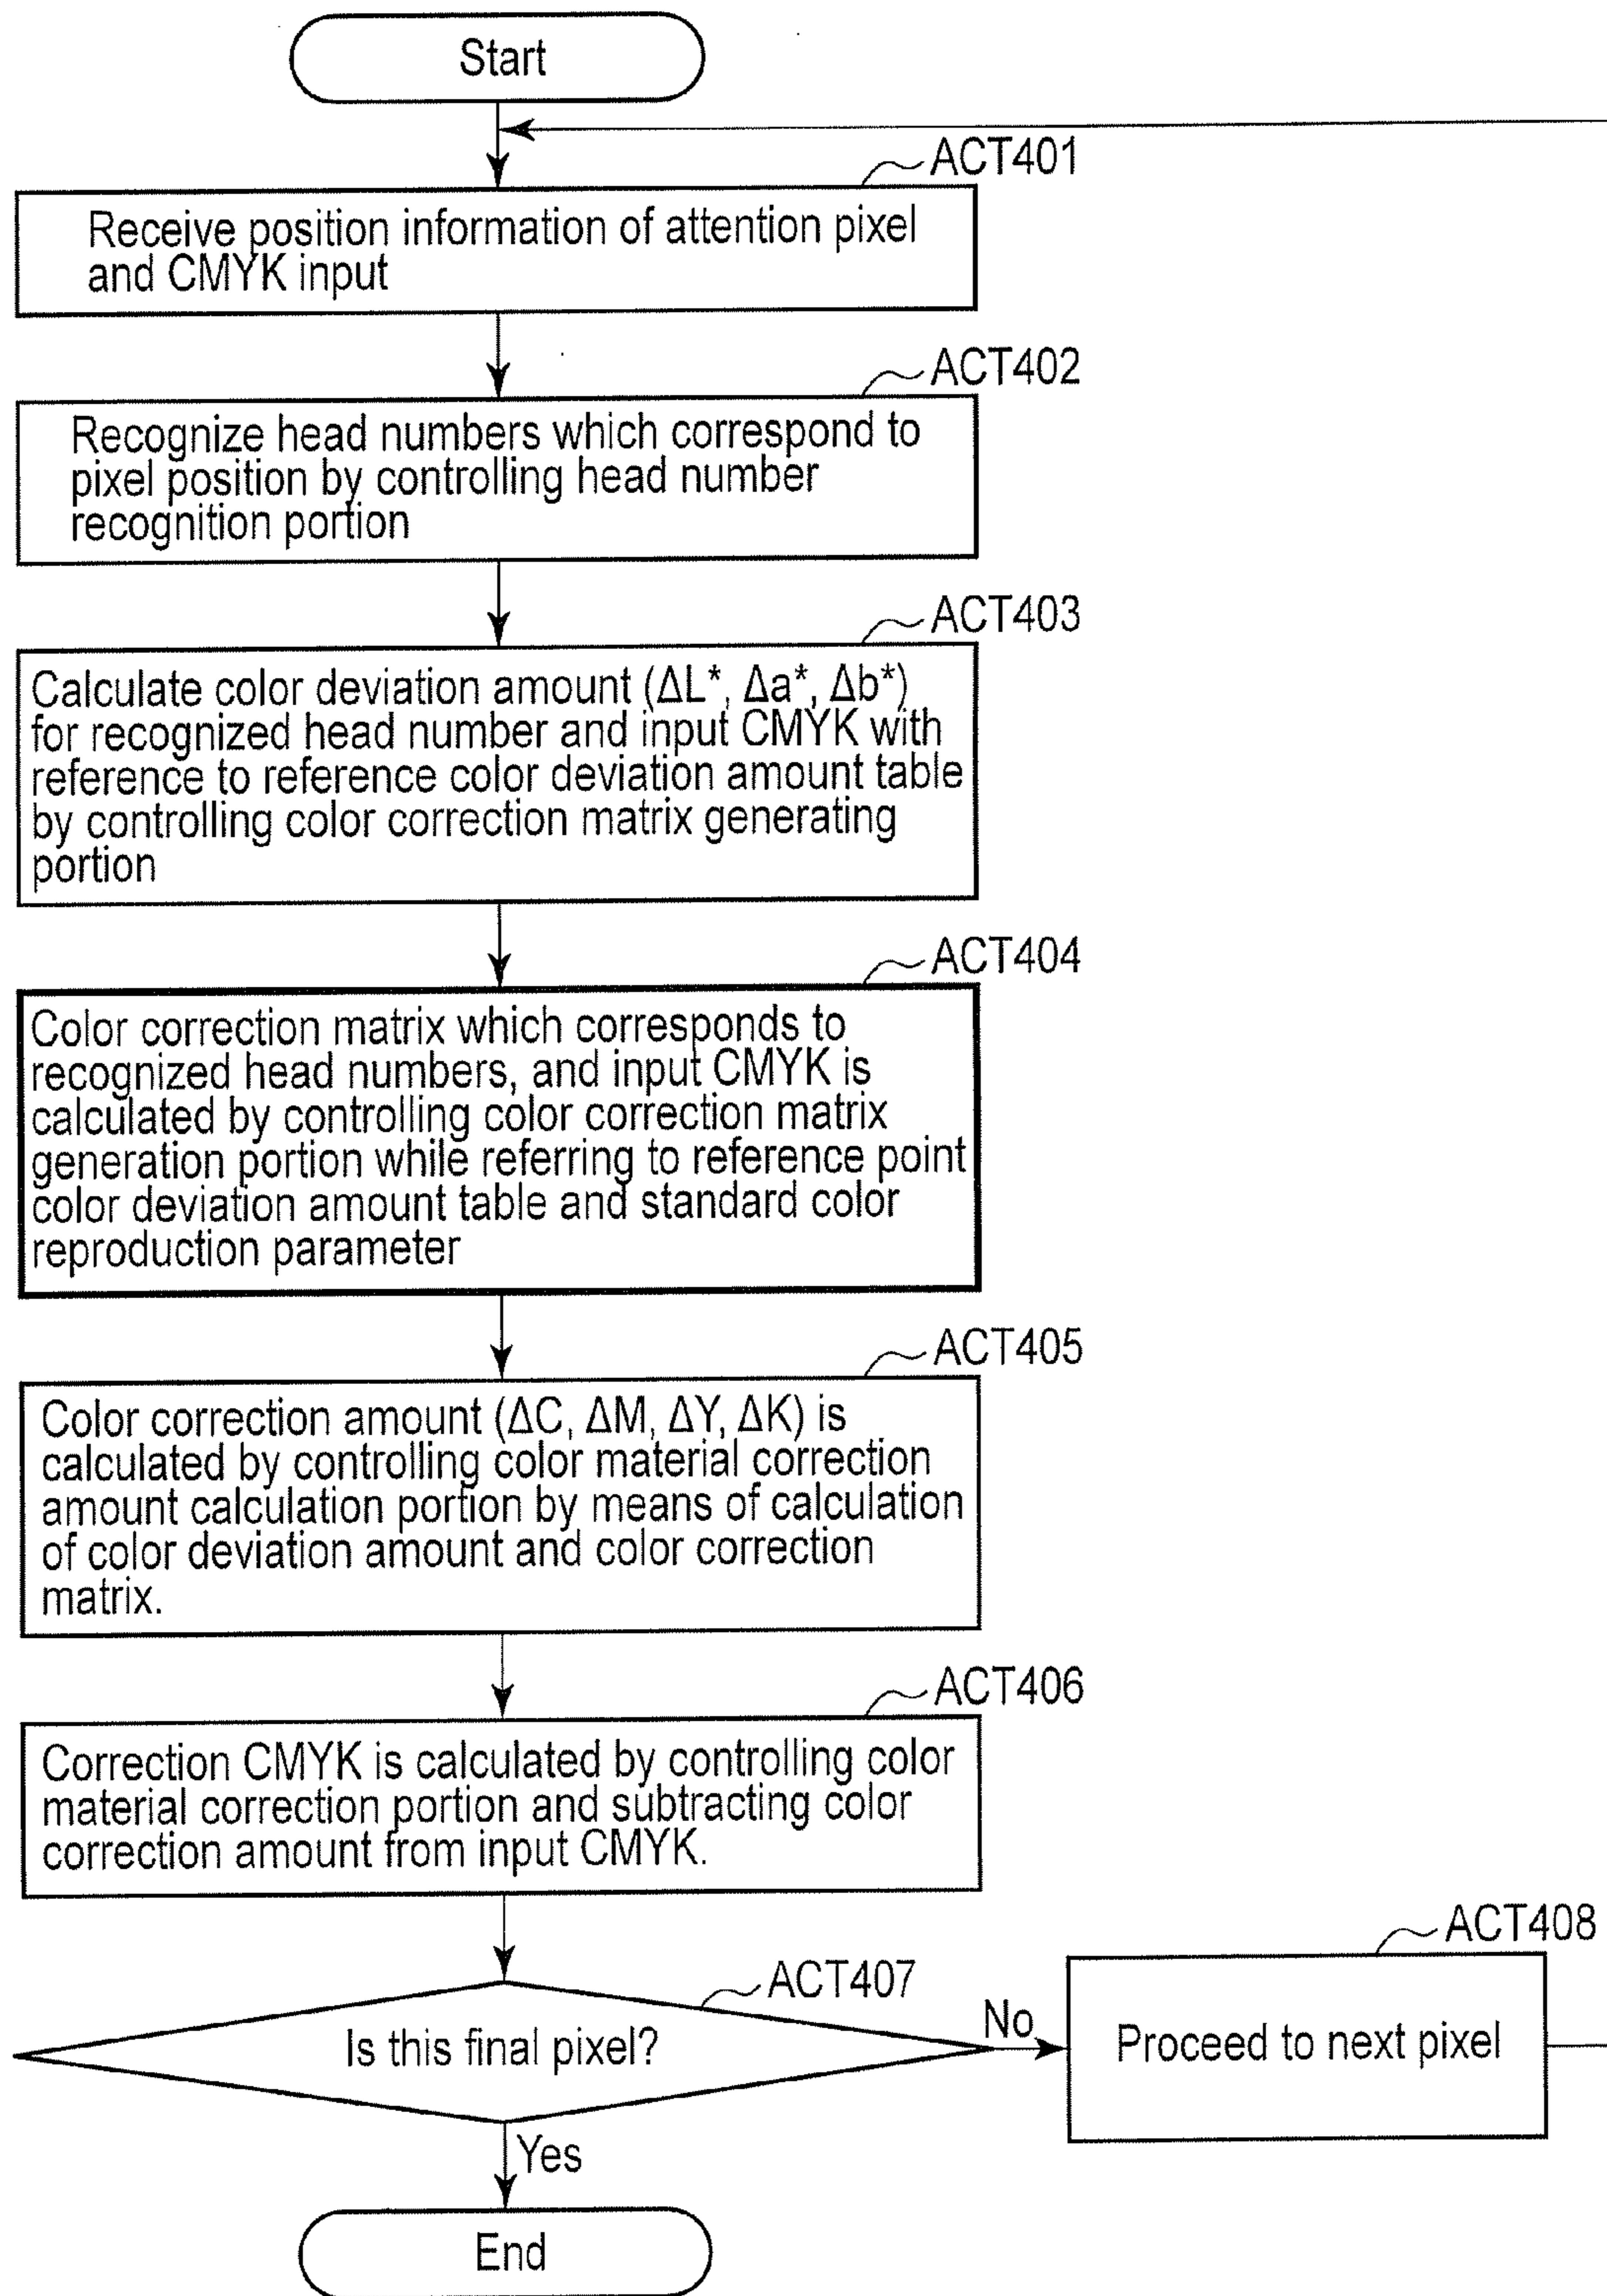 Start
ACT401
Receive position information of attention pixel
and CMYK input
ACT402
Recognize head numbers which correspond to
pixel position by controlling head number
recognition portion
ACT403
Calculate color deviation amount (ΔL*, Δa*, Δb*)
for recognized head number and input CMYK with
reference to reference color deviation amount table
by controlling color correction matrix generating
portion
ACT404
Color correction matrix which corresponds to
recognized head numbers, and input CMYK is
calculated by controlling color correction matrix
generation portion while referring to reference point
color deviation amount table and standard color
reproduction parameter
ACT405
Color correction amount (ΔC, ΔM, ΔY, ΔK) is
calculated by controlling color material correction
amount calculation portion by means of calculation
of color deviation amount and color correction
matrix.
ACT406
Correction CMYK is calculated by controlling color
material correction portion and subtracting color
correction amount from input CMYK.
ACT407
Is this final pixel?
No
ACT408
Proceed to next pixel
Yes
End